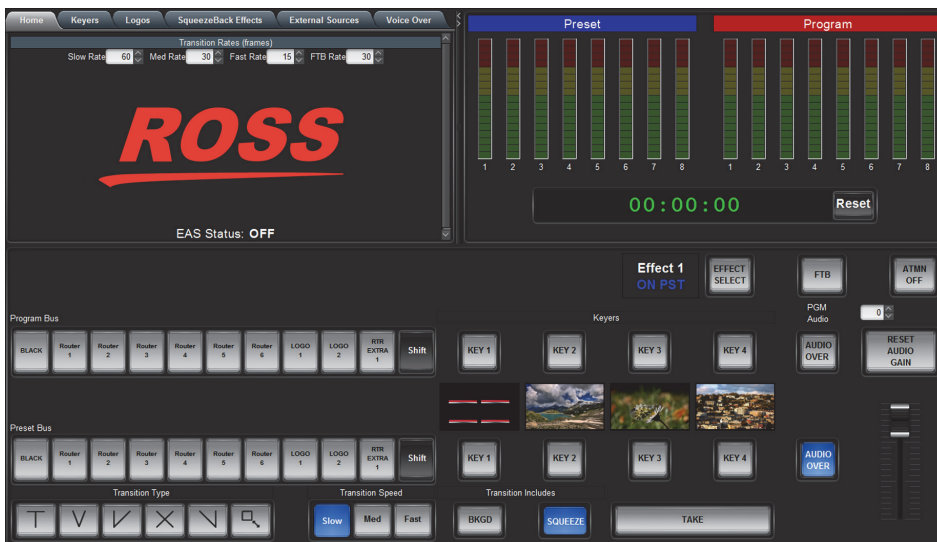 Home Keyers Logos SqueezeBack Effects External Sources Voice Over
Transition Rates (frames)
Slow Rate 60 Med Rate 30 Fast Rate 15 FTB Rate 30
ROSS
EAS Status: OFF
Preset Program
1 2 3 4 5 6 7 8 1 2 3 4 5 6 7 8
00:00:00 Reset
Effect 1
ON PST
EFFECT
SELECT
FTB
ATMN
OFF
Program Bus
Keyers
PGM
Audio
0
BLACK
Router
1
Router
2
Router
3
Router
4
Router
5
Router
6
LOGO
1
LOGO
2
RTR
EXTRA
1
Shift
KEY 1 KEY 2 KEY 3 KEY 4
AUDIO
OVER
RESET
AUDIO
GAIN
Preset Bus
BLACK
Router
1
Router
2
Router
3
Router
4
Router
5
Router
6
LOGO
1
LOGO
2
RTR
EXTRA
1
Shift
KEY 1 KEY 2 KEY 3 KEY 4
AUDIO
OVER
Transition Type Transition Speed Transition Includes
Slow Med Fast BKGD SQUEEZE TAKE